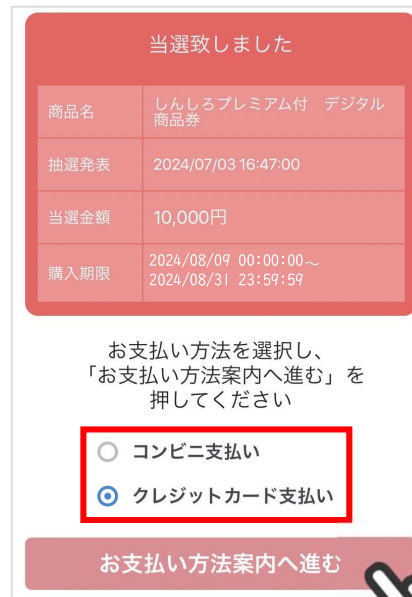 当選致しました
商品名
しんしろプレミアム付　デジタル
商品券
抽選発表
2024/07/03 16:47:00
当選金額
10,000円
購入期限
2024/08/09 00:00:00～
2024/08/31 23:59:59
お支払い方法を選択し、
「お支払い方法案内へ進む」を
押してください
コンビニ支払い
クレジットカード支払い
お支払い方法案内へ進む